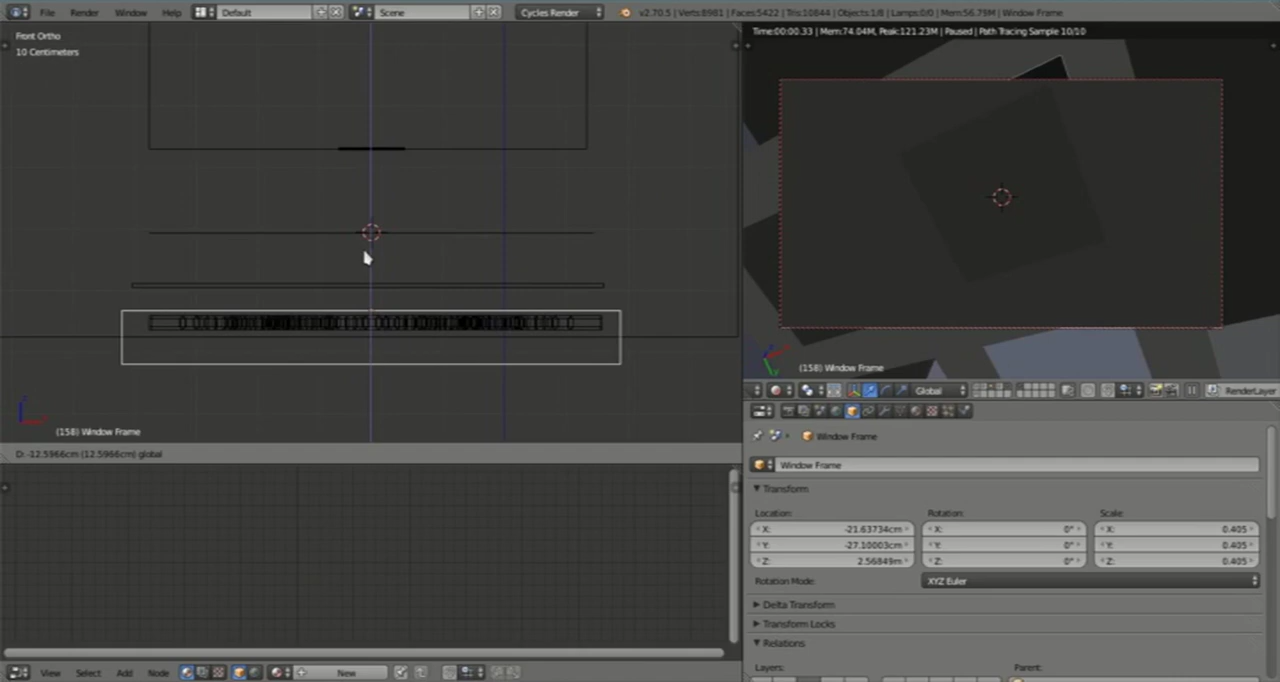 File Render Window Help Default Scene Cycles Render v2.70.5 | Verts:8981 | Faces:5422 | Tris:10844 | Objects:1/8 | Lamps:0/0 | Mem:56.79M | Window Frame
Front Ortho
10 Centimeters
(158) Window Frame
D: -12.5966cm (12.5966cm) global
View Select Add Node New
Time:00:00.33 | Mem:74.04M, Peak:121.23M | Paused | Path Tracing Sample 10/10
(158) Window Frame
Global RenderLayer
Window Frame
Window Frame
Transform
Location: Rotation: Scale:
X: -21.63734cm X: 0° X: 0.405
Y: -27.10003cm Y: 0° Y: 0.405
Z: 2.56849m Z: 0° Z: 0.405
Rotation Mode: XYZ Euler
Delta Transform
Transform Locks
Relations
Layers: Parent: